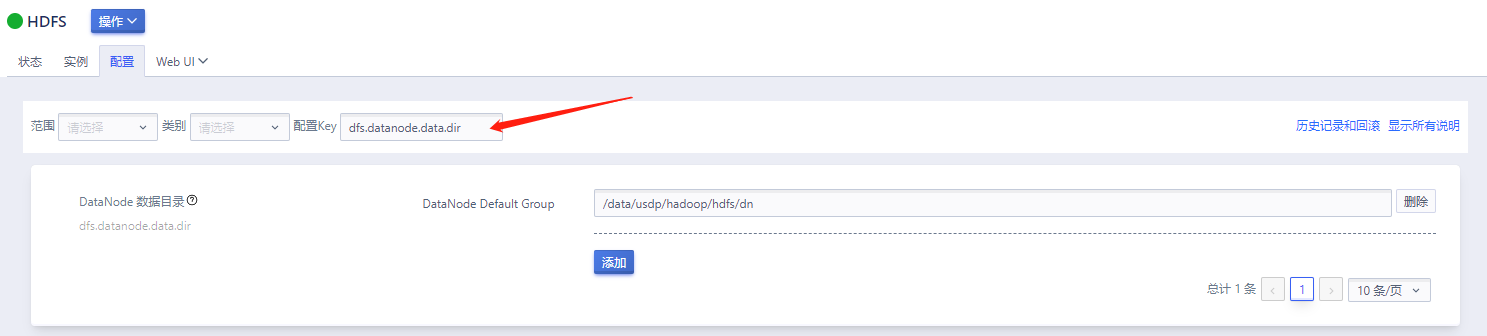 HDFS 操作
状态 实例 配置 Web UI
范围 请选择 类别 请选择 配置Key dfs.datanode.data.dir 历史记录和回滚 显示所有说明
DataNode 数据目录 DataNode Default Group /data/usdp/hadoop/hdfs/dn 删除
dfs.datanode.data.dir
添加
总计 1 条 < 1 > 10 条/页